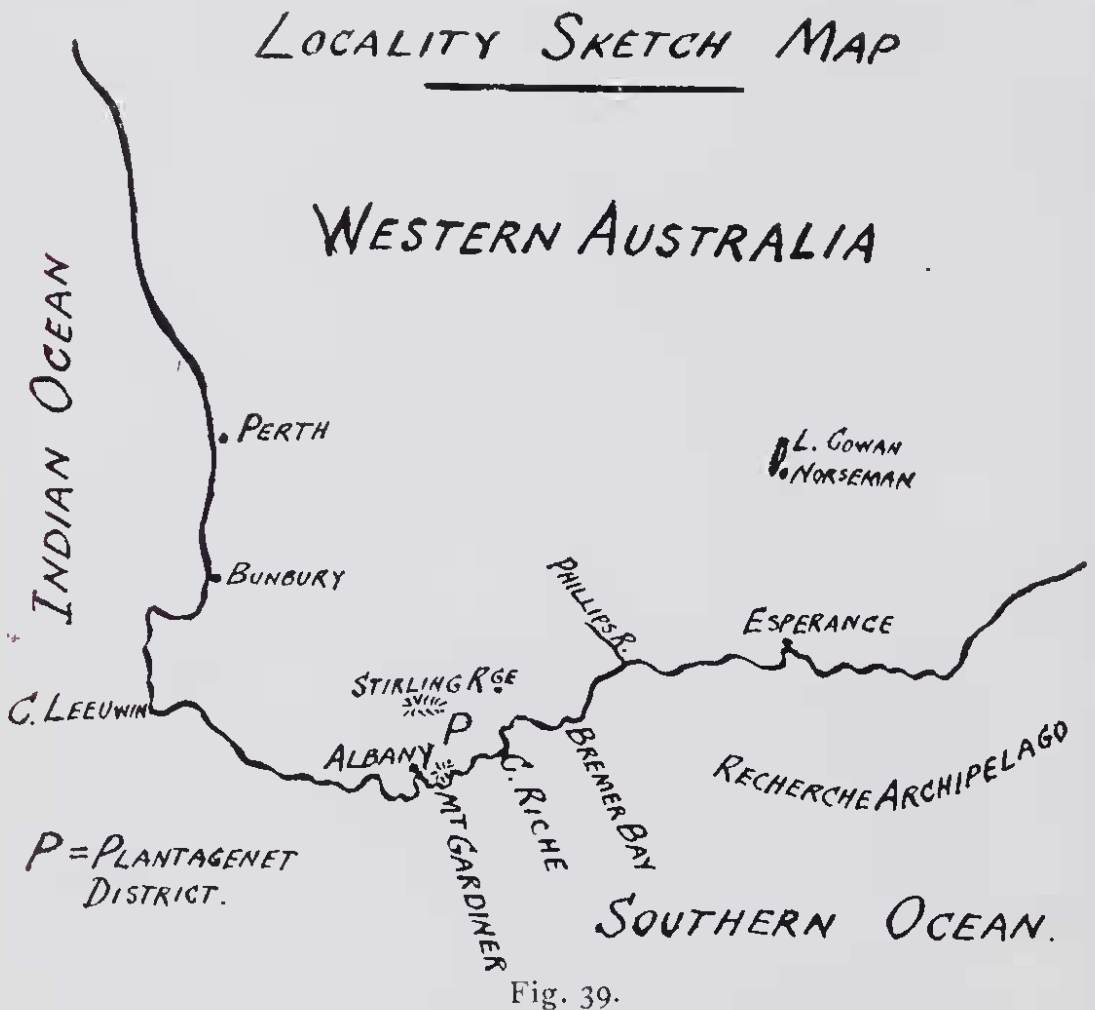 LOCALITY SKETCH MAP
WESTERN AUSTRALIA
INDIAN OCEAN
PERTH
L. COWAN
NORSEMAN
BUNBURY
PHILLIPS R.
ESPERANCE
STIRLING RGE
C. LEEUWIN
P
ALBANY
MT GARDINER
C. RICHE
BREMER BAY
RECHERCHE ARCHIPELAGO
P = PLANTAGENET
DISTRICT.
SOUTHERN OCEAN.
Fig. 39.